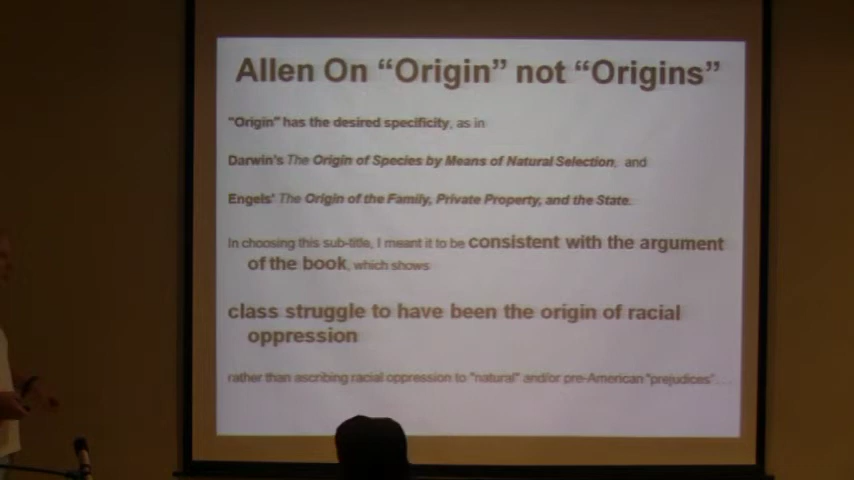 Allen On “Origin” not “Origins”
“Origin” has the desired specificity, as in
Darwin's The Origin of Species by Means of Natural Selection, and
Engels' The Origin of the Family, Private Property, and the State.
In choosing this sub-title, I meant it to be consistent with the argument
of the book, which shows
class struggle to have been the origin of racial
oppression
rather than ascribing racial oppression to “natural” and/or pre-American “prejudices”…